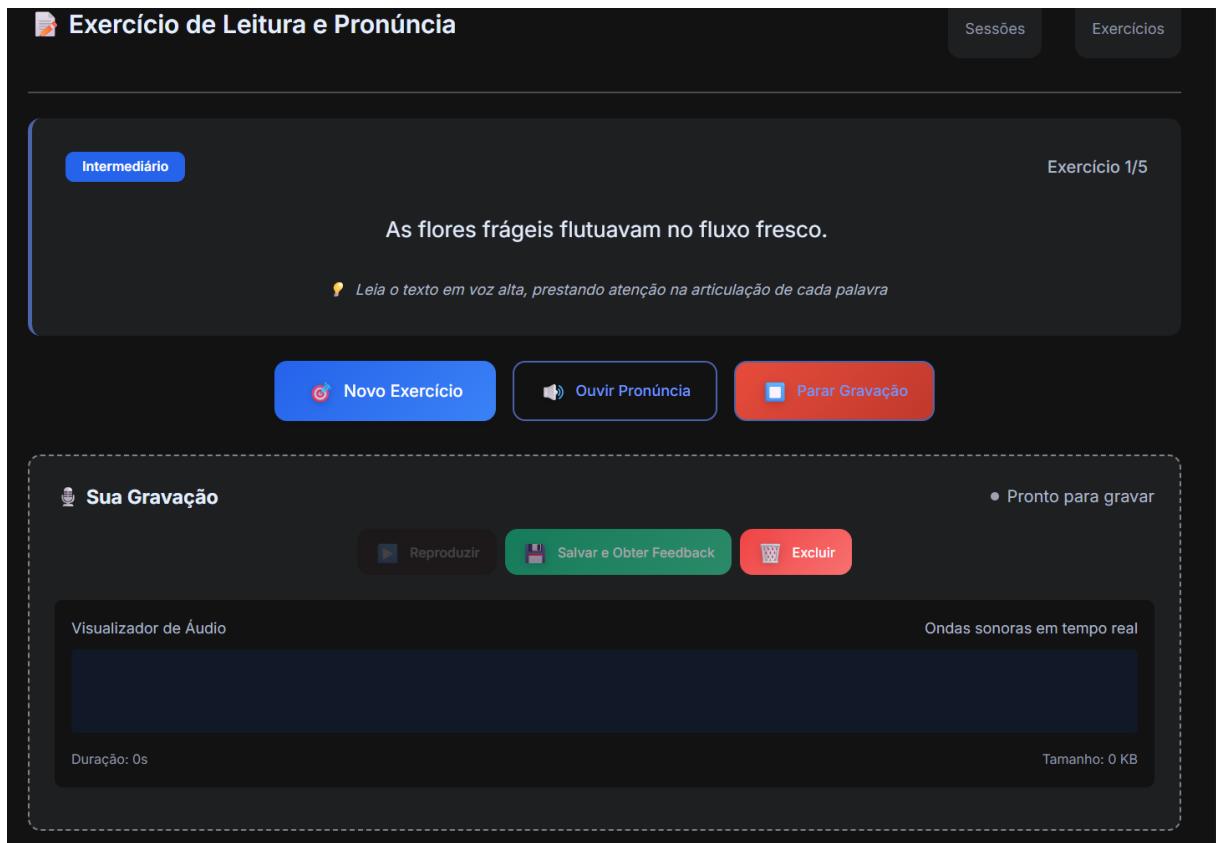 Exercício de Leitura e Pronúncia
Sessões
Exercícios
Intermediário
Exercício 1/5
As flores frágeis flutuavam no fluxo fresco.
Leia o texto em voz alta, prestando atenção na articulação de cada palavra
Novo Exercício
Ouvir Pronúncia
Parar Gravação
Sua Gravação
Pronto para gravar
Reproduzir
Salvar e Obter Feedback
Excluir
Visualizador de Áudio
Ondas sonoras em tempo real
Duração: 0s
Tamanho: 0 KB